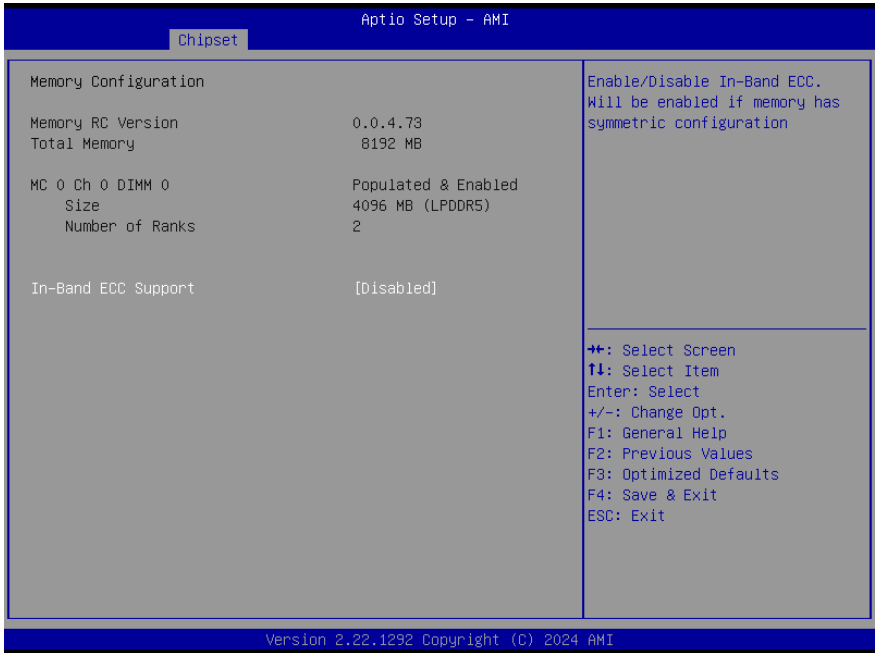 Aptio Setup – AMI
Chipset
Memory Configuration
Memory RC Version 0.0.4.73
Total Memory 8192 MB
MC 0 Ch 0 DIMM 0 Populated & Enabled
Size 4096 MB (LPDDR5)
Number of Ranks 2
In-Band ECC Support [Disabled]
Enable/Disable In-Band ECC.
Will be enabled if memory has
symmetric configuration
→←: Select Screen
↑↓: Select Item
Enter: Select
+/-: Change Opt.
F1: General Help
F2: Previous Values
F3: Optimized Defaults
F4: Save & Exit
ESC: Exit
Version 2.22.1292 Copyright (C) 2024 AMI